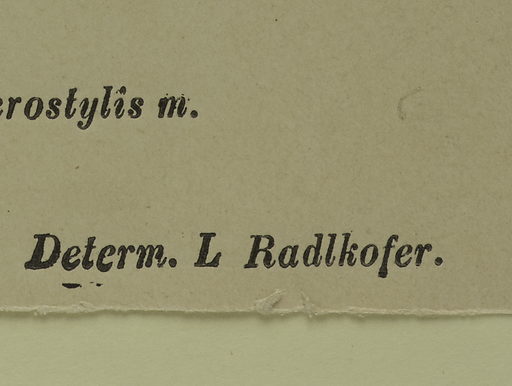 erostylis m.
Determ. L Radlkofer.